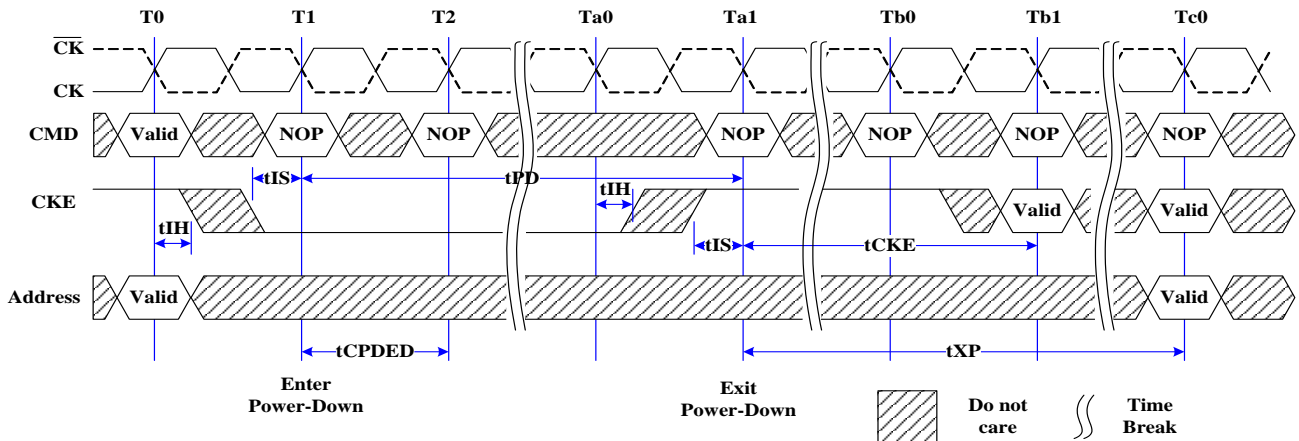 T0 T1 T2 Ta0 Ta1 Tb0 Tb1 Tc0
CK
CK
CMD Valid NOP NOP NOP NOP NOP NOP
tIS tPD tIH
CKE Valid Valid
tIH tIS tCKE
Address Valid Valid
tCPDED tXP
Enter
Power-Down
Exit
Power-Down
Do not
care
Time
Break